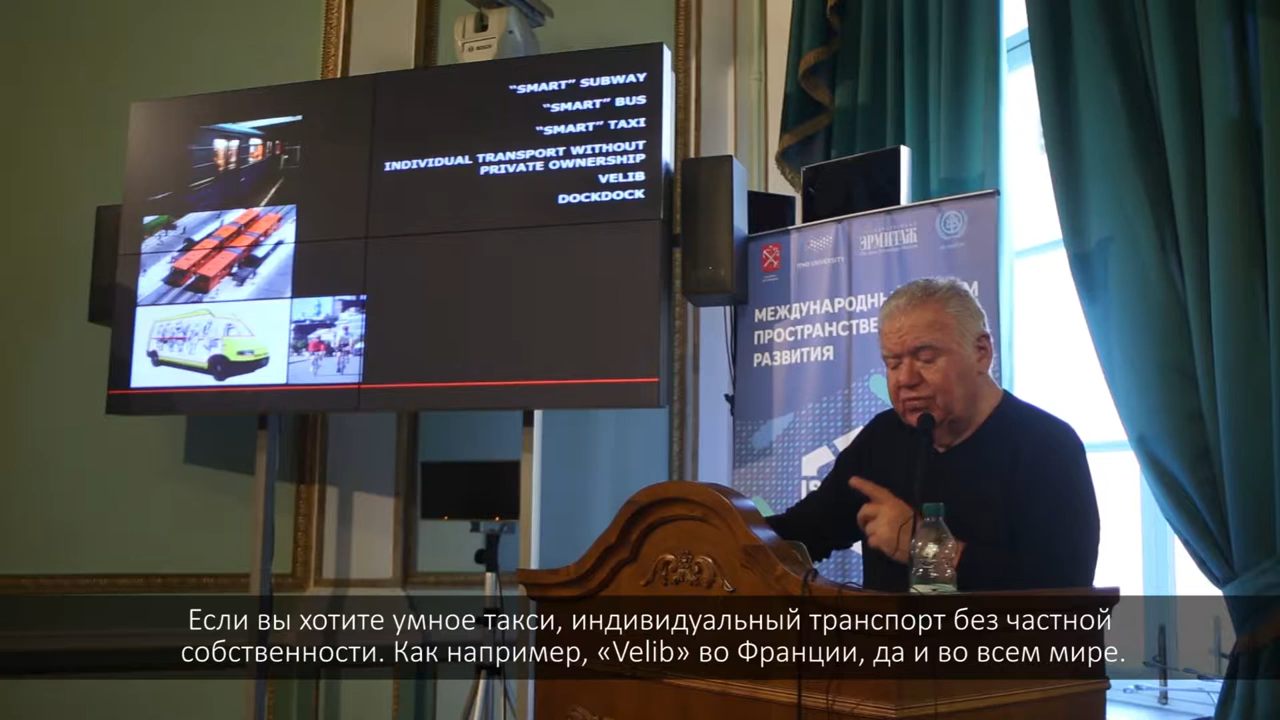 BOSCH
“SMART” SUBWAY
“SMART” BUS
“SMART” TAXI
INDIVIDUAL TRANSPORT WITHOUT
PRIVATE OWNERSHIP
VELIB
DOCKDOCK
ЭРМИТАЖ
МЕЖДУНАРОДНЫ
ПРОСТРАНСТВЕ
РАЗВИТИЯ
Если вы хотите умное такси, индивидуальный транспорт без частной
собственности. Как например, «Velib» во Франции, да и во всем мире.